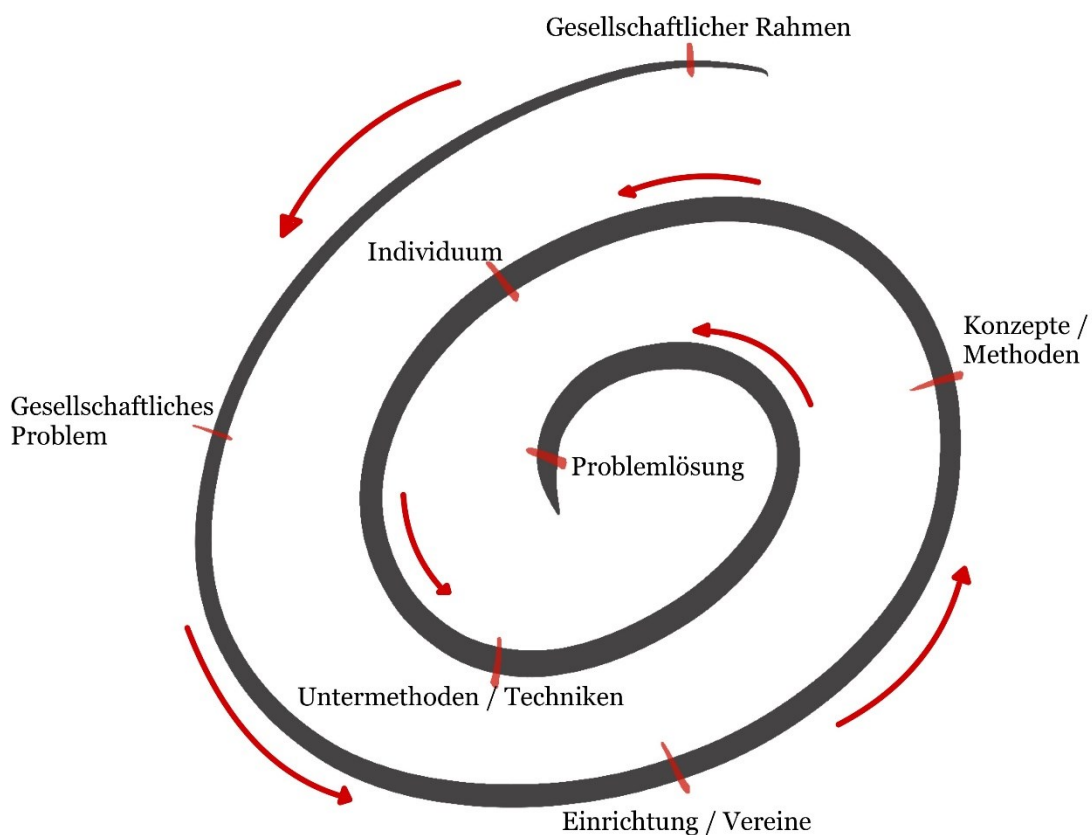 Gesellschaftlicher Rahmen
Individuum
Konzepte /
Methoden
Gesellschaftliches
Problem
Problemlösung
Untermethoden / Techniken
Einrichtung / Vereine